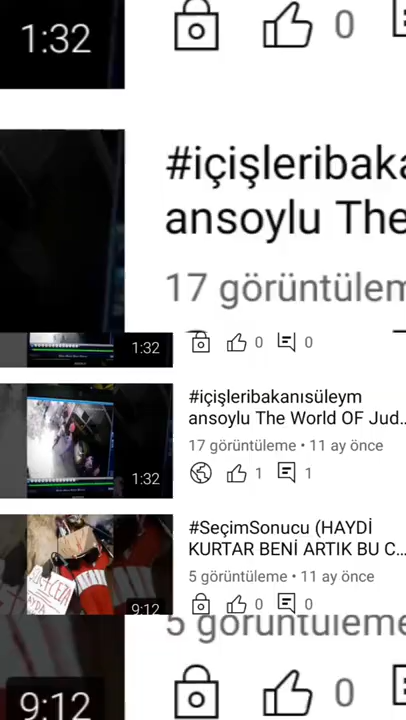 1:32
0
#içişleribaka
ansoylu The
17 görüntülem
1:32
0
0
#içişleribakanısüleym
ansoylu The World OF Jud...
17 görüntüleme • 11 ay önce
1:32
1
1
#SeçimSonucu (HAYDİ
KURTAR BENİ ARTIK BU C...
5 görüntüleme • 11 ay önce
9:12
0
0
5 görüntüleme
9:12
0